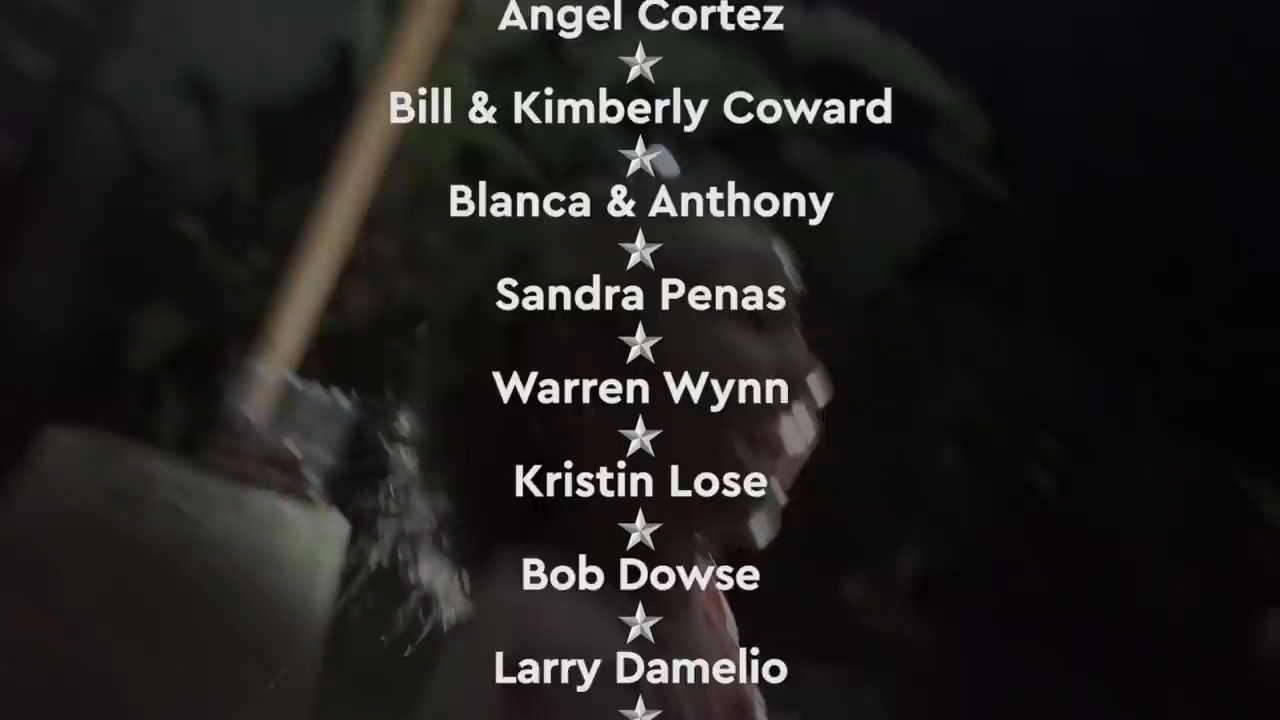 Angel Cortez
Bill & Kimberly Coward
Blanca & Anthony
Sandra Penas
Warren Wynn
Kristin Lose
Bob Dowse
Larry Damelio